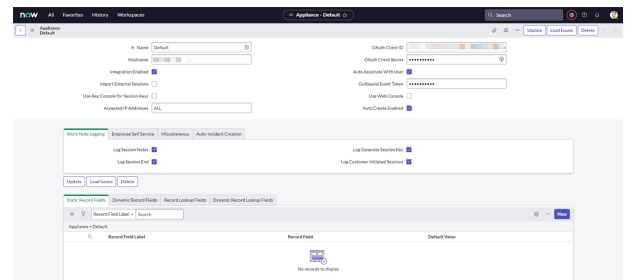 now All Favorites History Workspaces Appliance - Default Search
Appliance
Default
Update Load Issues Delete
Name Default OAuth Client ID
Hostname OAuth Client Secret
Integration Enabled Auto Associate With User
Import External Sessions Outbound Event Token
Use Rep Console for Session Keys Use Web Console
Accepted IP Addresses ALL Auto Create Enabled
Work Note Logging Employee Self Service Miscellaneous Auto-Incident Creation
Log Session Notes Log Generate Session Key
Log Session End Log Customer Initiated Sessions
Update Load Issues Delete
Static Record Fields Dynamic Record Fields Record Lookup Fields Dynamic Record Lookup Fields
Record Field Label Search New
Appliance = Default
Record Field Label Record Field Default Value
No records to display